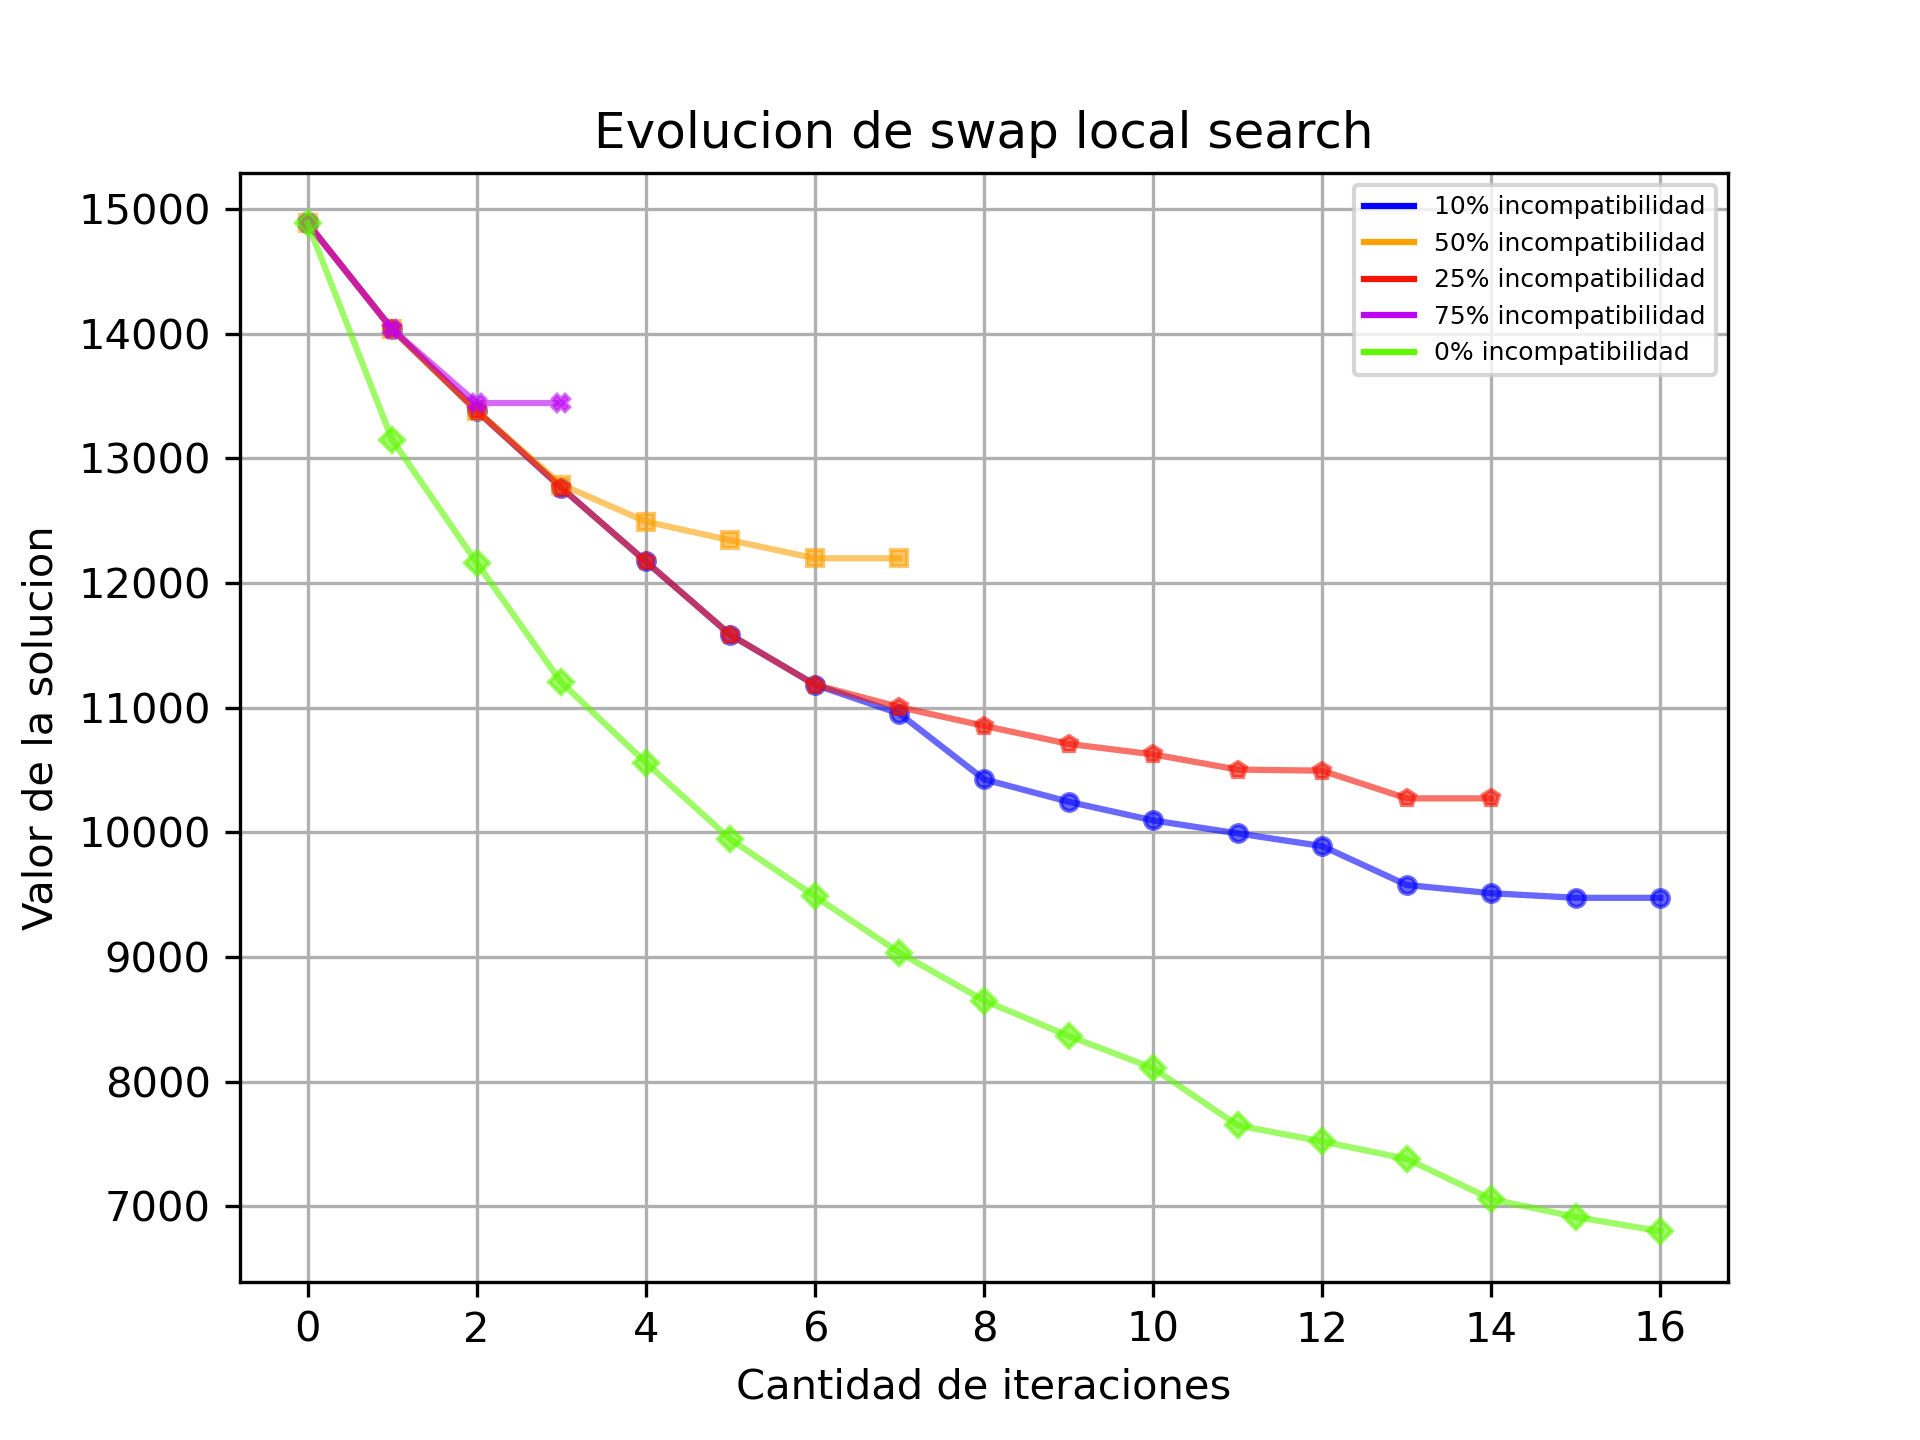 Evolucion de swap local search
10% incompatibilidad
50% incompatibilidad
25% incompatibilidad
75% incompatibilidad
0% incompatibilidad
Valor de la solucion
15000
14000
13000
12000
11000
10000
9000
8000
7000
0 2 4 6 8 10 12 14 16
Cantidad de iteraciones